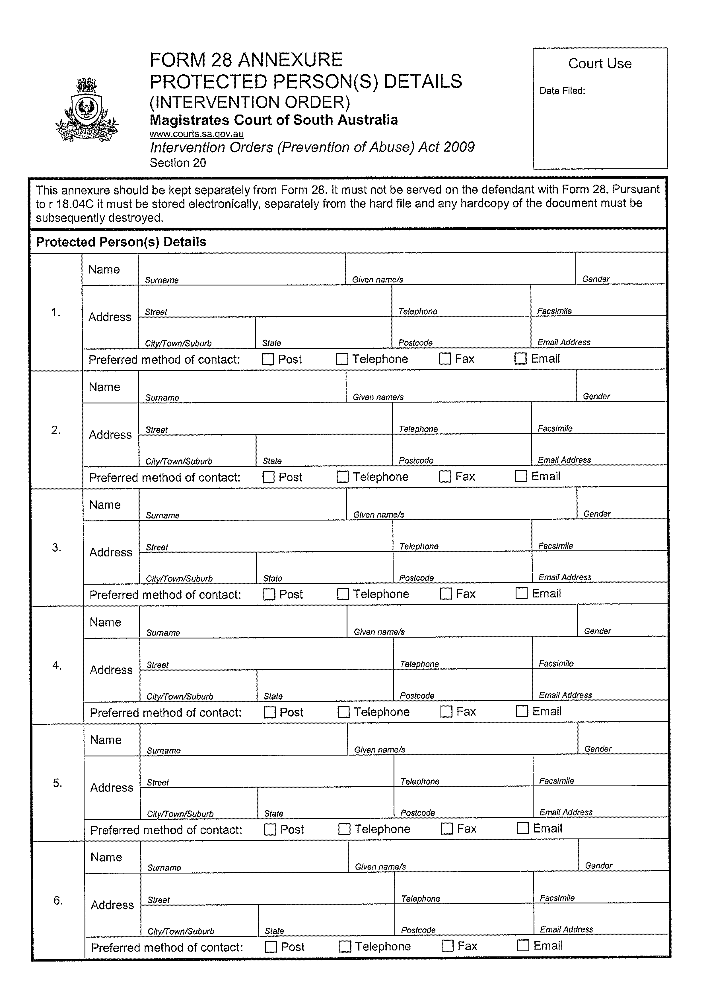 FORM 28 ANNEXURE
PROTECTED PERSON(S) DETAILS
(INTERVENTION ORDER)
Magistrates Court of South Australia
www.courts.sa.gov.au
Intervention Orders (Prevention of Abuse) Act 2009
Section 20
Court Use
Date Filed:
SOUTH AUSTRALIA
This annexure should be kept separately from Form 28. It must not be served on the defendant with Form 28. Pursuant
to r 18.04C it must be stored electronically, separately from the hard file and any hardcopy of the document must be
subsequently destroyed.
Protected Person(s) Details
1.
Name
Surname Given name/s Gender
Address
Street Telephone Facsimile
City/Town/Suburb State Postcode Email Address
Preferred method of contact: Post Telephone Fax Email
2.
Name
Surname Given name/s Gender
Address
Street Telephone Facsimile
City/Town/Suburb State Postcode Email Address
Preferred method of contact: Post Telephone Fax Email
3.
Name
Surname Given name/s Gender
Address
Street Telephone Facsimile
City/Town/Suburb State Postcode Email Address
Preferred method of contact: Post Telephone Fax Email
4.
Name
Surname Given name/s Gender
Address
Street Telephone Facsimile
City/Town/Suburb State Postcode Email Address
Preferred method of contact: Post Telephone Fax Email
5.
Name
Surname Given name/s Gender
Address
Street Telephone Facsimile
City/Town/Suburb State Postcode Email Address
Preferred method of contact: Post Telephone Fax Email
6.
Name
Surname Given name/s Gender
Address
Street Telephone Facsimile
City/Town/Suburb State Postcode Email Address
Preferred method of contact: Post Telephone Fax Email